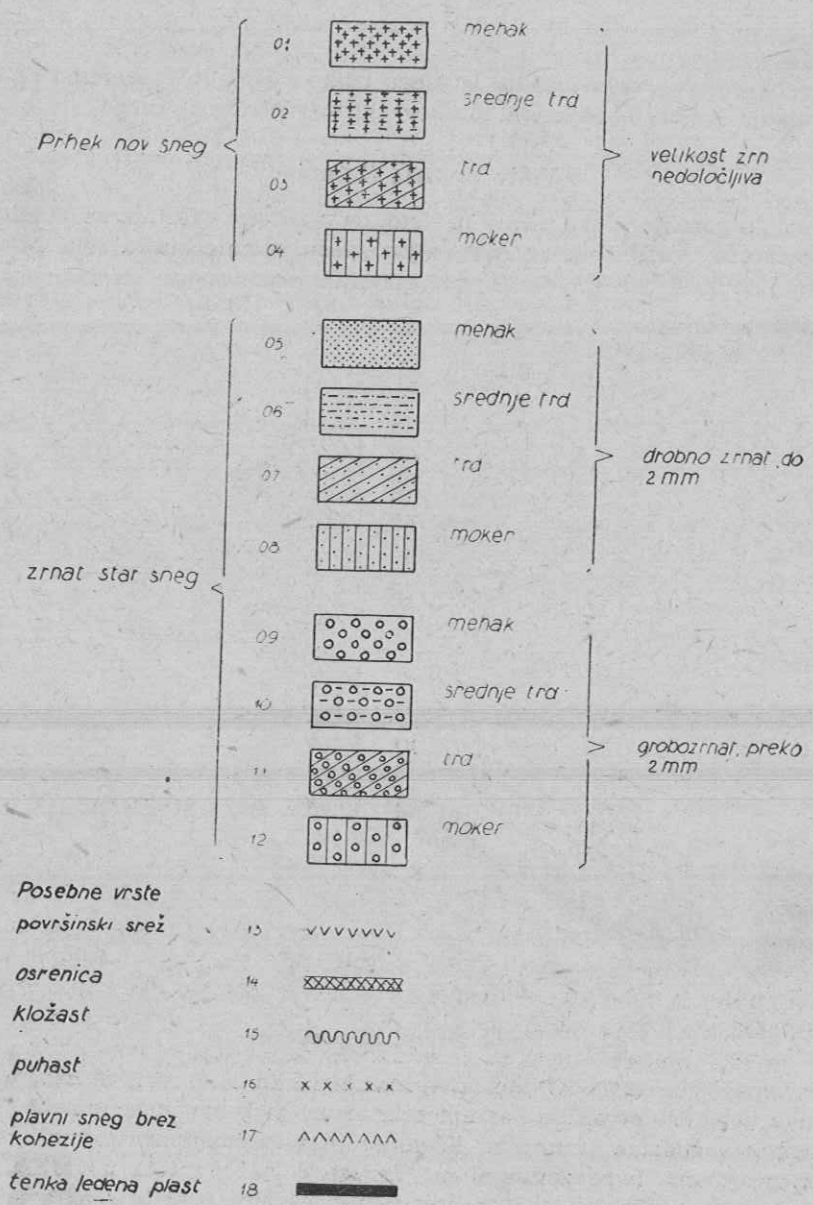 01 mehak
02 srednje trd
Prhek nov sneg
velikost zrn
nedoločljiva
03 trd
04 moker
05 mehak
06 srednje trd
07 trd
drobno zrnat, do
2 mm
08 moker
zrnat star sneg
09 mehak
10 srednje trd
11 trd
grobozrnat, preko
2 mm
12 moker
Posebne vrste
površinski srež 13
osrenica 14
kložast 15
puhast 16
plavni sneg brez
kohezije 17
tenka ledena plast 18